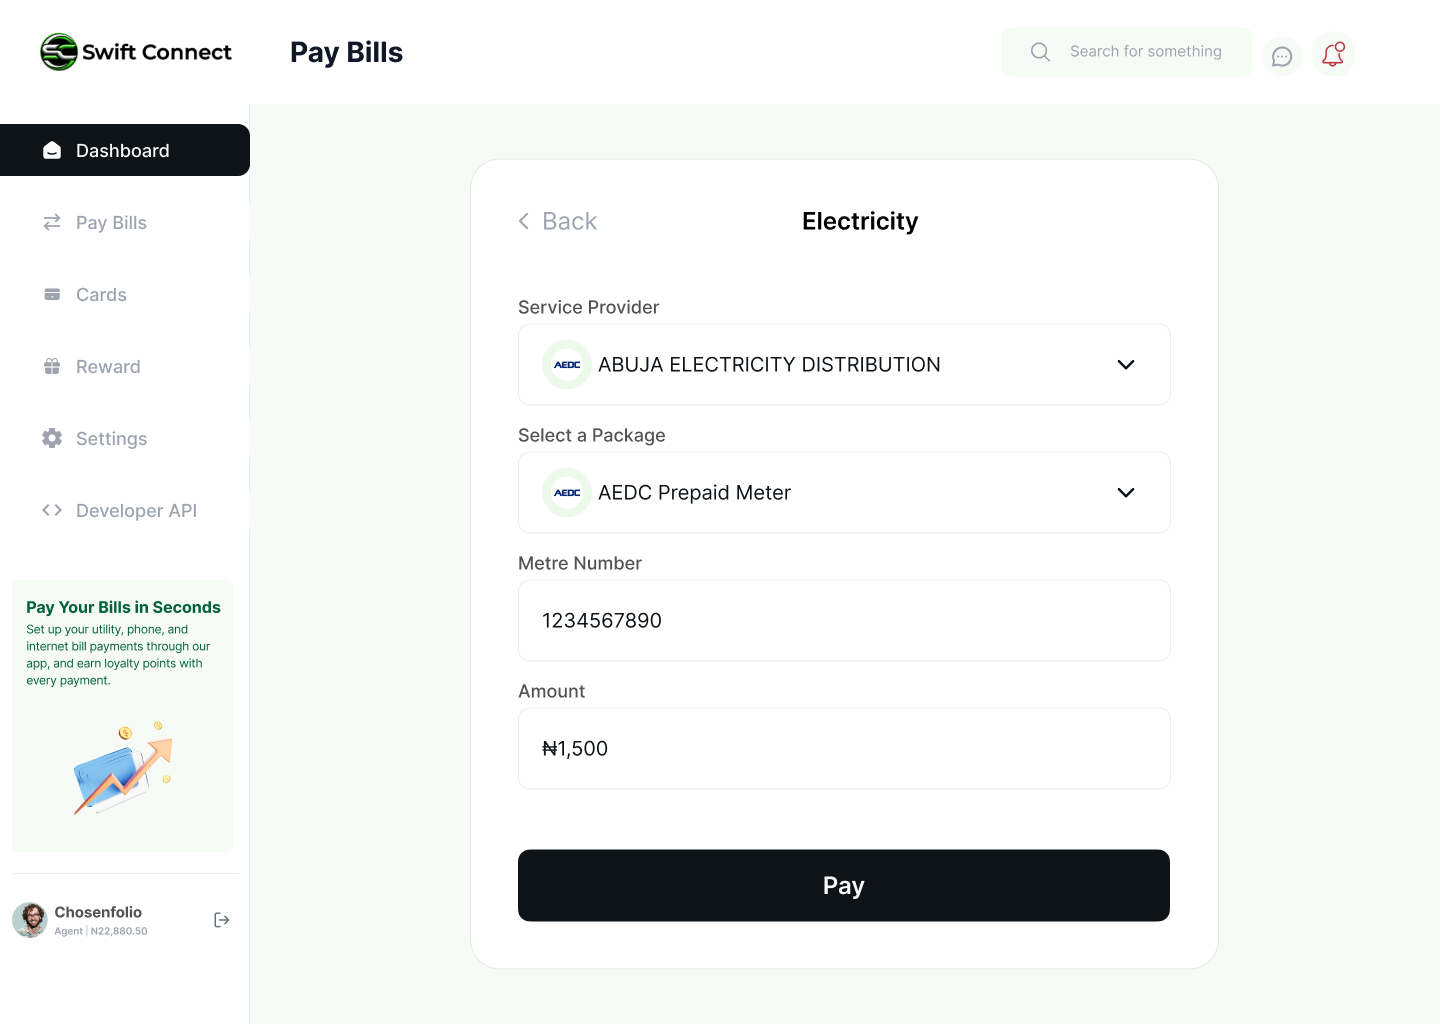 Swift Connect
Pay Bills
Search for something
Dashboard
Pay Bills
Cards
Reward
Settings
Developer API
Pay Your Bills in Seconds
Set up your utility, phone, and
internet bill payments through our
app, and earn loyalty points with
every payment.
Chosenfolio
Agent | N22,880.50
Back
Electricity
Service Provider
AEDC ABUJA ELECTRICITY DISTRIBUTION
Select a Package
AEDC AEDC Prepaid Meter
Metre Number
1234567890
Amount
₦1,500
Pay